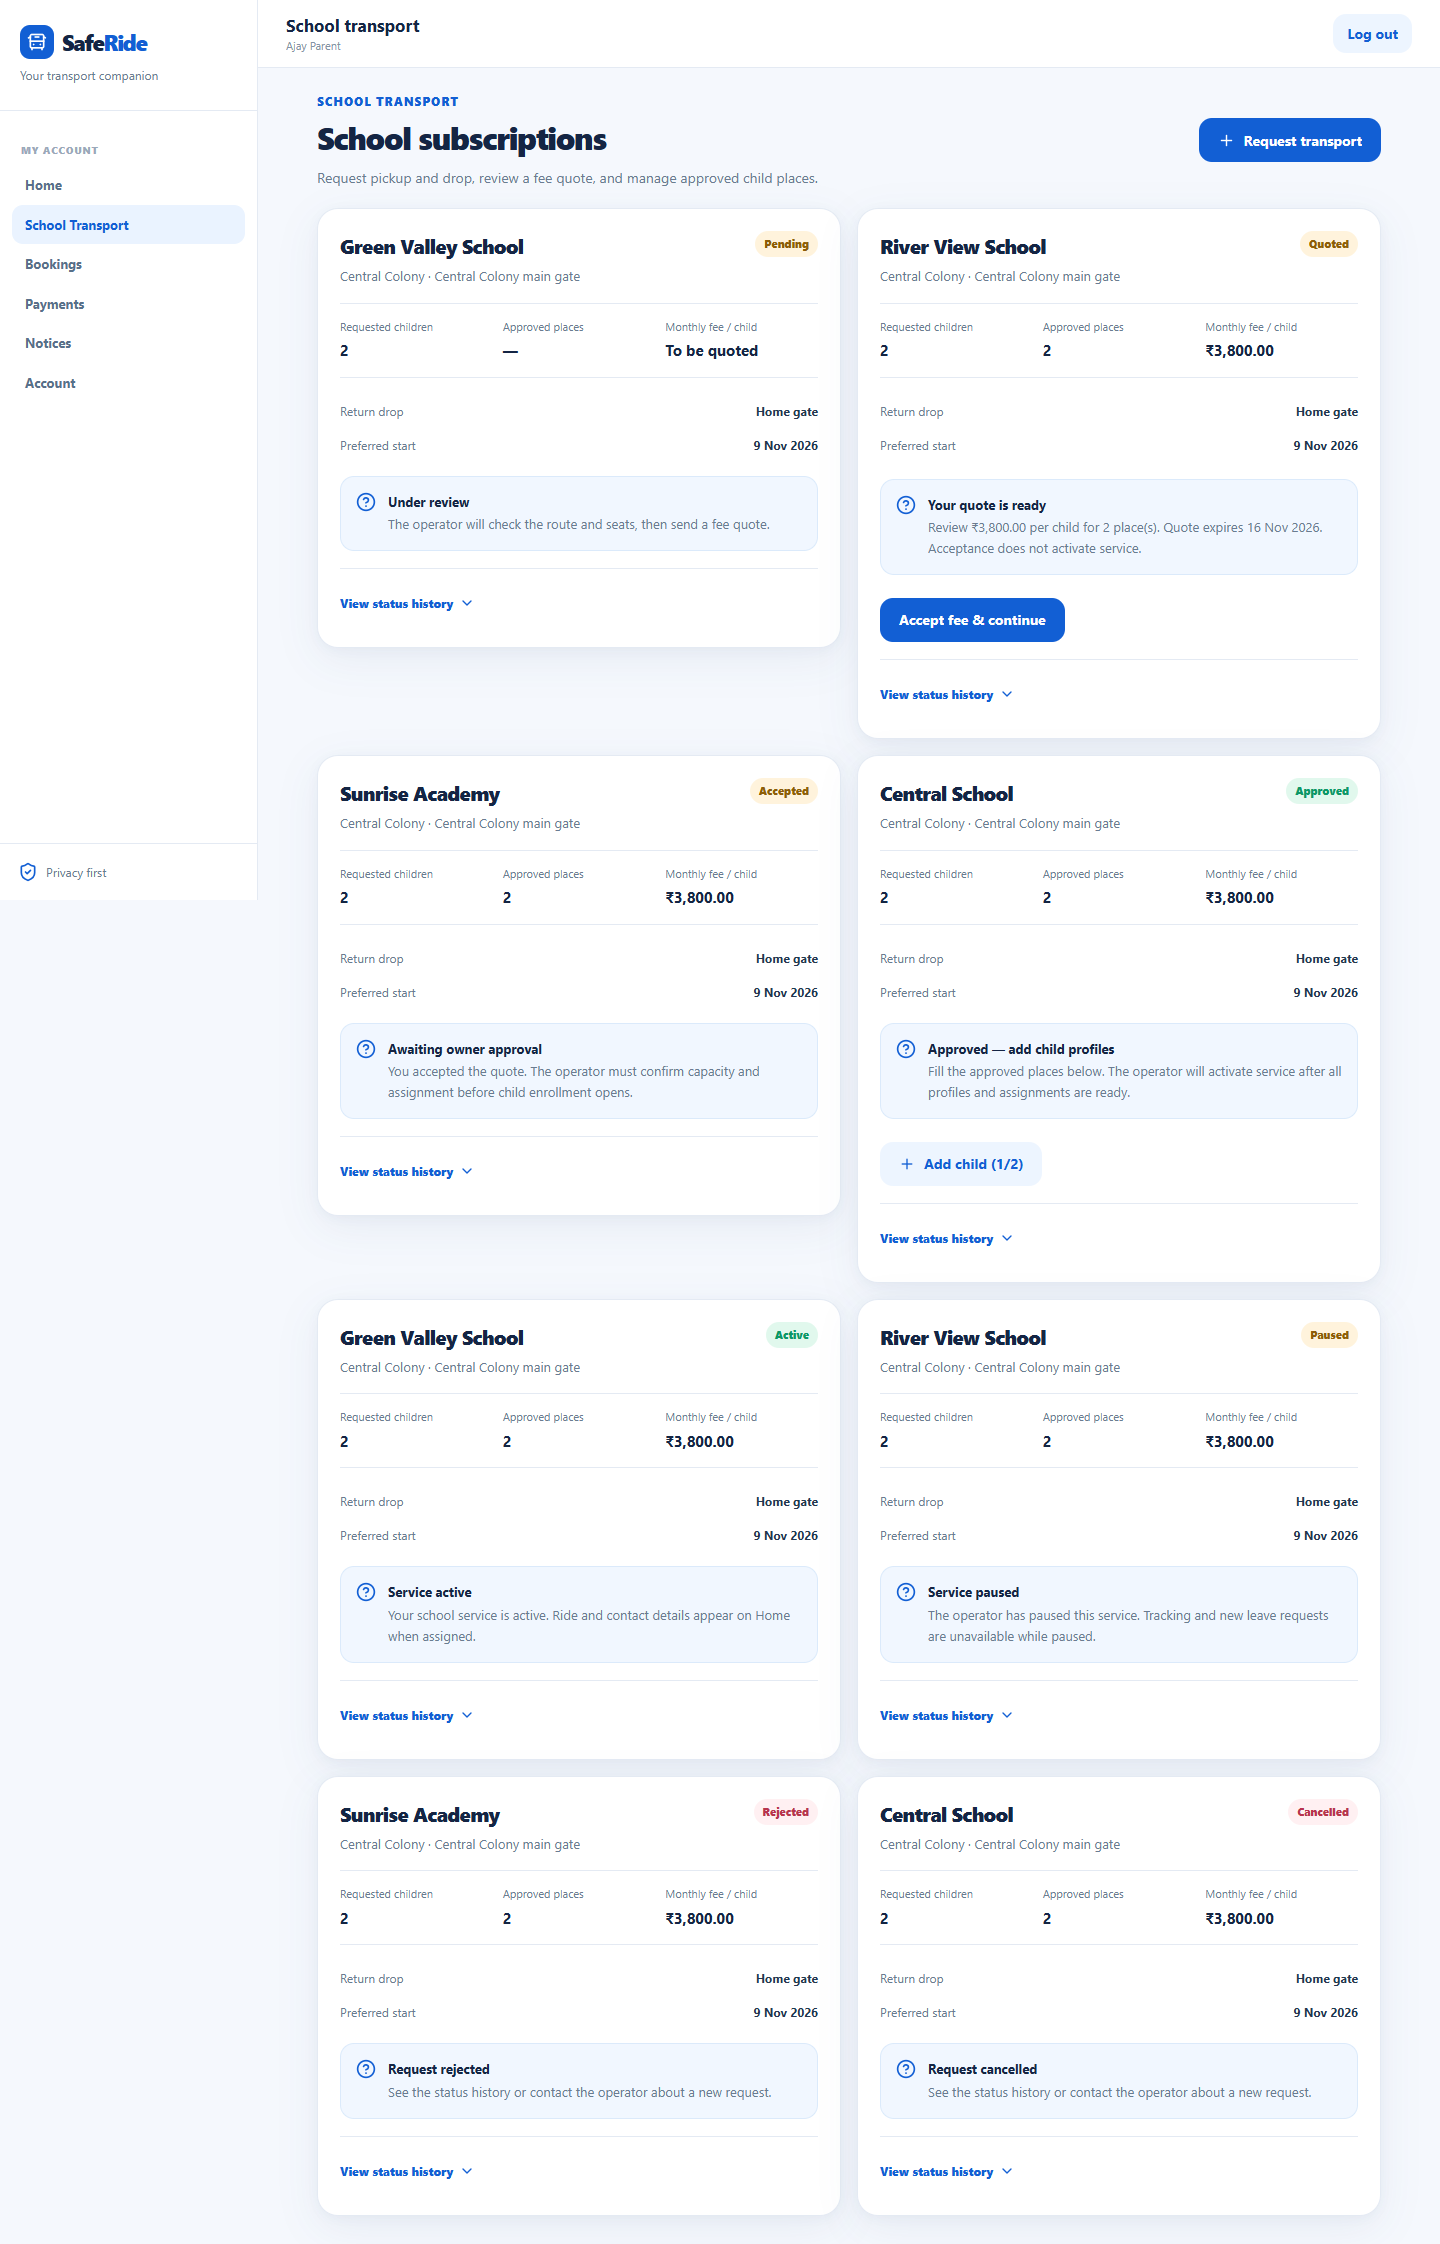 SafeRide
Your transport companion
MY ACCOUNT
Home
School Transport
Bookings
Payments
Notices
Account
Privacy first
School transport
Ajay Parent
Log out
SCHOOL TRANSPORT
School subscriptions
Request pickup and drop, review a fee quote, and manage approved child places.
Request transport
Green Valley School
Pending
Central Colony · Central Colony main gate
Requested children
Approved places
Monthly fee / child
2
—
To be quoted
Return drop
Home gate
Preferred start
9 Nov 2026
Under review
The operator will check the route and seats, then send a fee quote.
View status history
River View School
Quoted
Central Colony · Central Colony main gate
Requested children
Approved places
Monthly fee / child
2
2
₹3,800.00
Return drop
Home gate
Preferred start
9 Nov 2026
Your quote is ready
Review ₹3,800.00 per child for 2 place(s). Quote expires 16 Nov 2026.
Acceptance does not activate service.
Accept fee & continue
View status history
Sunrise Academy
Accepted
Central Colony · Central Colony main gate
Requested children
Approved places
Monthly fee / child
2
2
₹3,800.00
Return drop
Home gate
Preferred start
9 Nov 2026
Awaiting owner approval
You accepted the quote. The operator must confirm capacity and
assignment before child enrollment opens.
View status history
Central School
Approved
Central Colony · Central Colony main gate
Requested children
Approved places
Monthly fee / child
2
2
₹3,800.00
Return drop
Home gate
Preferred start
9 Nov 2026
Approved — add child profiles
Fill the approved places below. The operator will activate service after all
profiles and assignments are ready.
Add child (1/2)
View status history
Green Valley School
Active
Central Colony · Central Colony main gate
Requested children
Approved places
Monthly fee / child
2
2
₹3,800.00
Return drop
Home gate
Preferred start
9 Nov 2026
Service active
Your school service is active. Ride and contact details appear on Home
when assigned.
View status history
River View School
Paused
Central Colony · Central Colony main gate
Requested children
Approved places
Monthly fee / child
2
2
₹3,800.00
Return drop
Home gate
Preferred start
9 Nov 2026
Service paused
The operator has paused this service. Tracking and new leave requests
are unavailable while paused.
View status history
Sunrise Academy
Rejected
Central Colony · Central Colony main gate
Requested children
Approved places
Monthly fee / child
2
2
₹3,800.00
Return drop
Home gate
Preferred start
9 Nov 2026
Request rejected
See the status history or contact the operator about a new request.
View status history
Central School
Cancelled
Central Colony · Central Colony main gate
Requested children
Approved places
Monthly fee / child
2
2
₹3,800.00
Return drop
Home gate
Preferred start
9 Nov 2026
Request cancelled
See the status history or contact the operator about a new request.
View status history